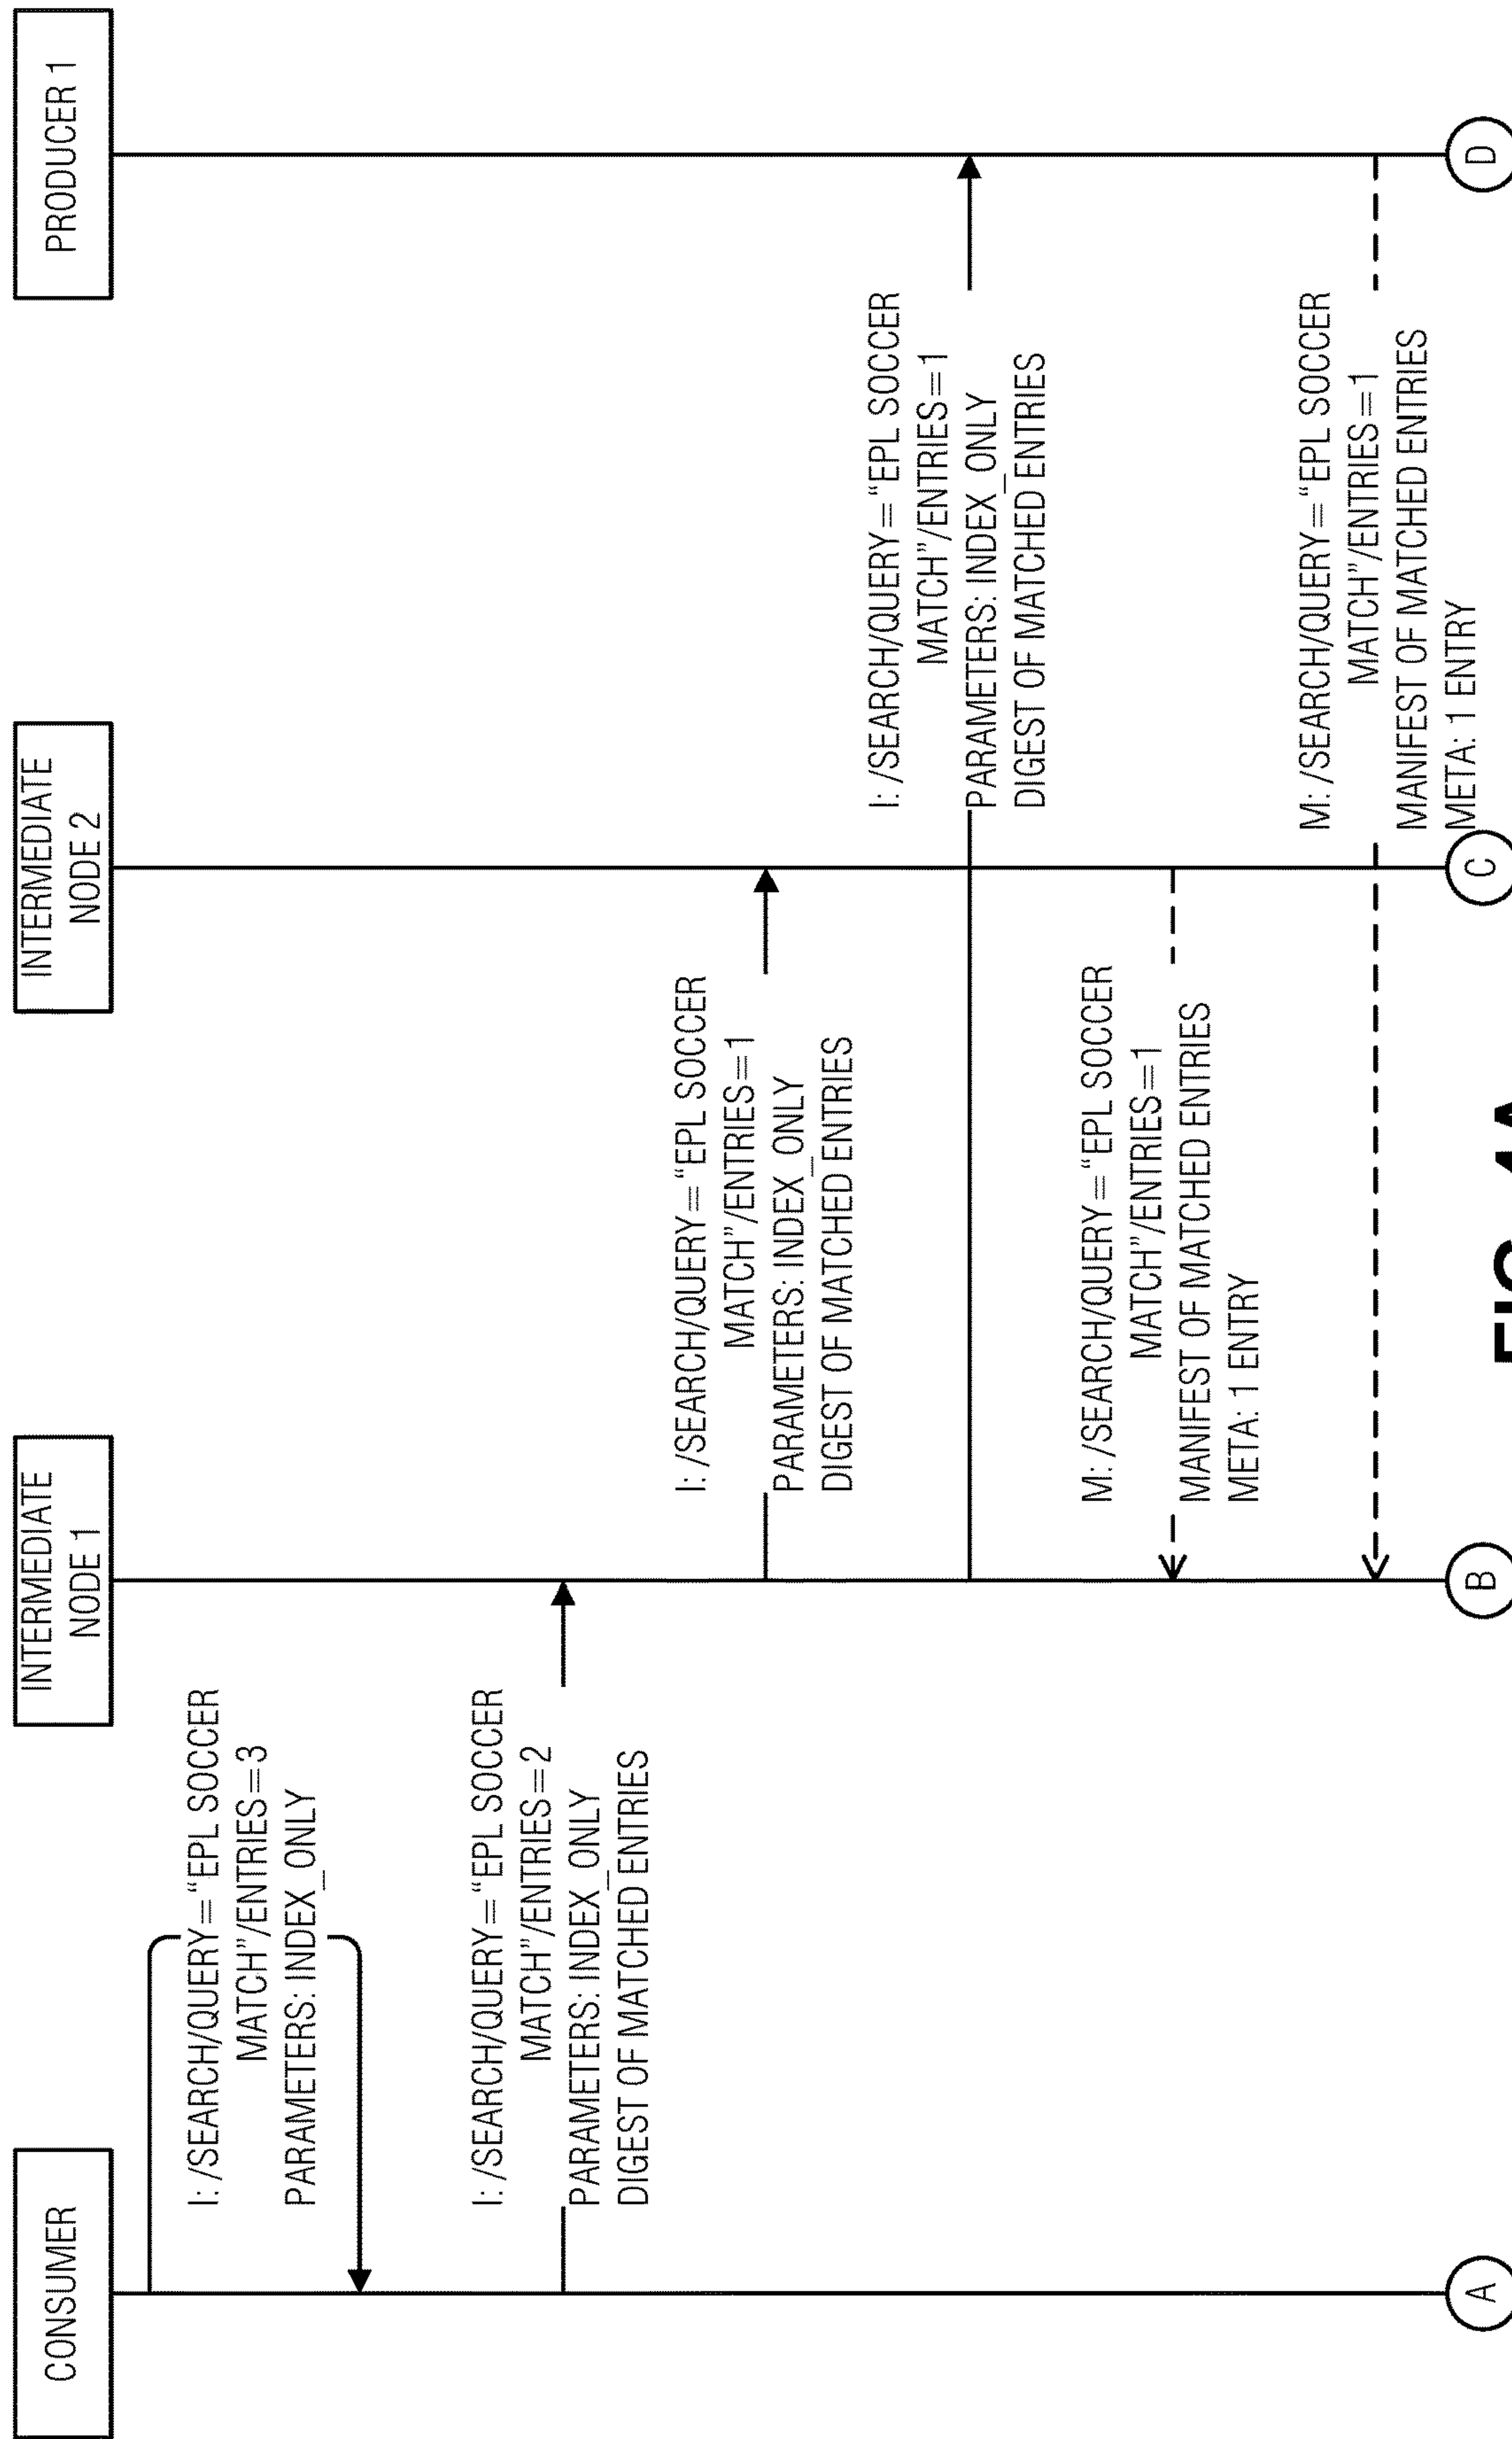 CONSUMER
INTERMEDIATE
NODE 1
INTERMEDIATE
NODE 2
PRODUCER 1
I: /SEARCH/QUERY="EPL SOCCER
MATCH"/ENTRIES=3
PARAMETERS: INDEX_ONLY
I: /SEARCH/QUERY="EPL SOCCER
MATCH"/ENTRIES=2
PARAMETERS: INDEX_ONLY
DIGEST OF MATCHED ENTRIES
I: /SEARCH/QUERY="EPL SOCCER
MATCH"/ENTRIES=1
PARAMETERS: INDEX_ONLY
DIGEST OF MATCHED ENTRIES
I: /SEARCH/QUERY="EPL SOCCER
MATCH"/ENTRIES=1
PARAMETERS: INDEX_ONLY
DIGEST OF MATCHED ENTRIES
M: /SEARCH/QUERY="EPL SOCCER
MATCH"/ENTRIES=1
MANIFEST OF MATCHED ENTRIES
META: 1 ENTRY
M: /SEARCH/QUERY="EPL SOCCER
MATCH"/ENTRIES=1
MANIFEST OF MATCHED ENTRIES
META: 1 ENTRY
A
B
C
D